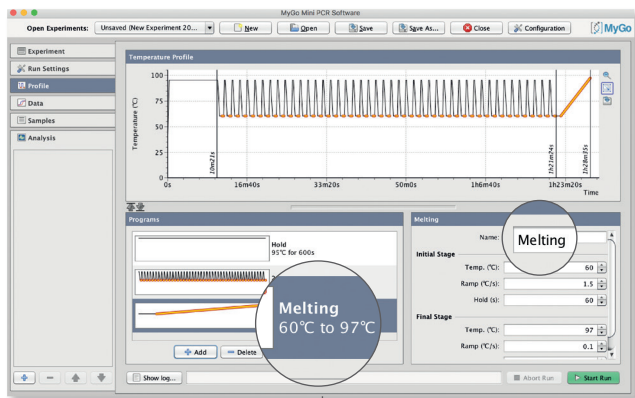 MyGo Mini PCR Software
Open Experiments: Unsaved (New Experiment 20... New Open Save Save As... Close Configuration MyGo
Experiment
Run Settings
Profile
Data
Samples
Analysis
Temperature Profile
Temperature (℃)
100
75
50
25
0
10m21s
1h21m24s
1h28m35s
0s 16m40s 33m20s 50m0s 1h6m40s 1h23m20s
Time
Programs
Hold
95℃ for 600s
2
Melting
60℃ to 97℃
Add Delete
Melting
Name: Melting
Initial Stage
Temp. (℃): 60
Ramp (℃/s): 1.5
Hold (s): 60
Final Stage
Temp. (℃): 97
Ramp (℃/s): 0.1
Show log... Abort Run Start Run